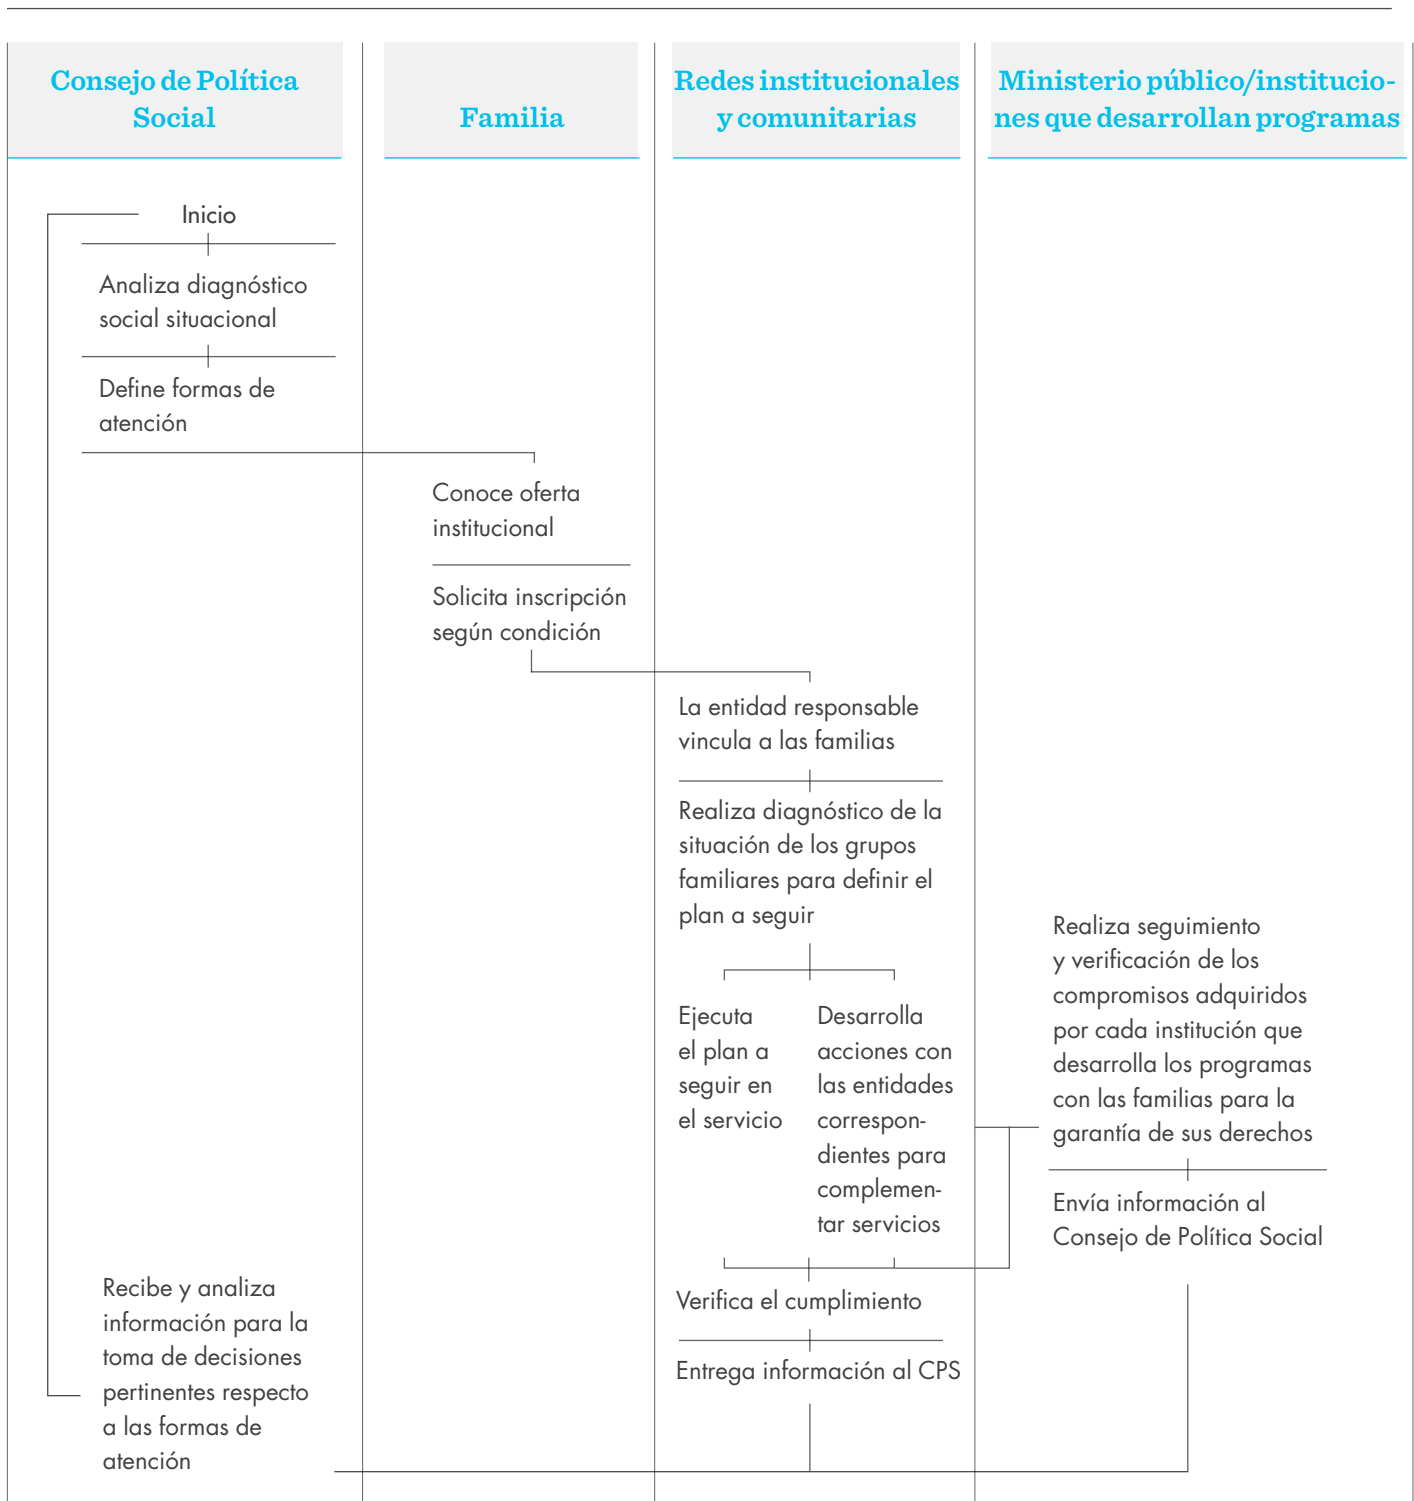 Consejo de Política
Social
Familia
Redes institucionales
y comunitarias
Ministerio público/institucio-
nes que desarrollan programas
Inicio
Analiza diagnóstico
social situacional
Define formas de
atención
Conoce oferta
institucional
Solicita inscripción
según condición
La entidad responsable
vincula a las familias
Realiza diagnóstico de la
situación de los grupos
familiares para definir el
plan a seguir
Ejecuta
el plan a
seguir en
el servicio
Desarrolla
acciones con
las entidades
correspon-
dientes para
complemen-
tar servicios
Realiza seguimiento
y verificación de los
compromisos adquiridos
por cada institución que
desarrolla los programas
con las familias para la
garantía de sus derechos
Envía información al
Consejo de Política Social
Verifica el cumplimiento
Entrega información al CPS
Recibe y analiza
información para la
toma de decisiones
pertinentes respecto
a las formas de
atención